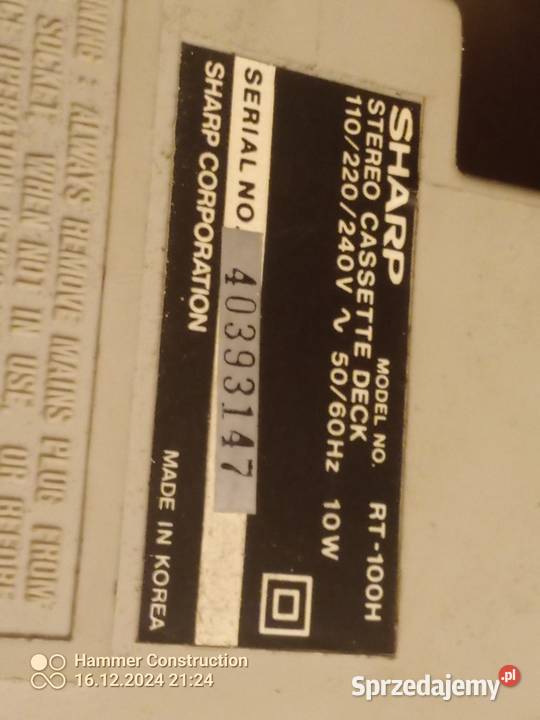 SHARP MODEL NO. RT-100H
STEREO CASSETTE DECK
110/220/240V ∿ 50/60Hz 10W
SERIAL NO. 40393147
SHARP CORPORATION
MADE IN KOREA
ALWAYS REMOVE MAINS PLUG FROM
SOCKET WHEN NOT IN USE, OR BEFORE
Hammer Construction
16.12.2024 21:24
Sprzedajemy.pl